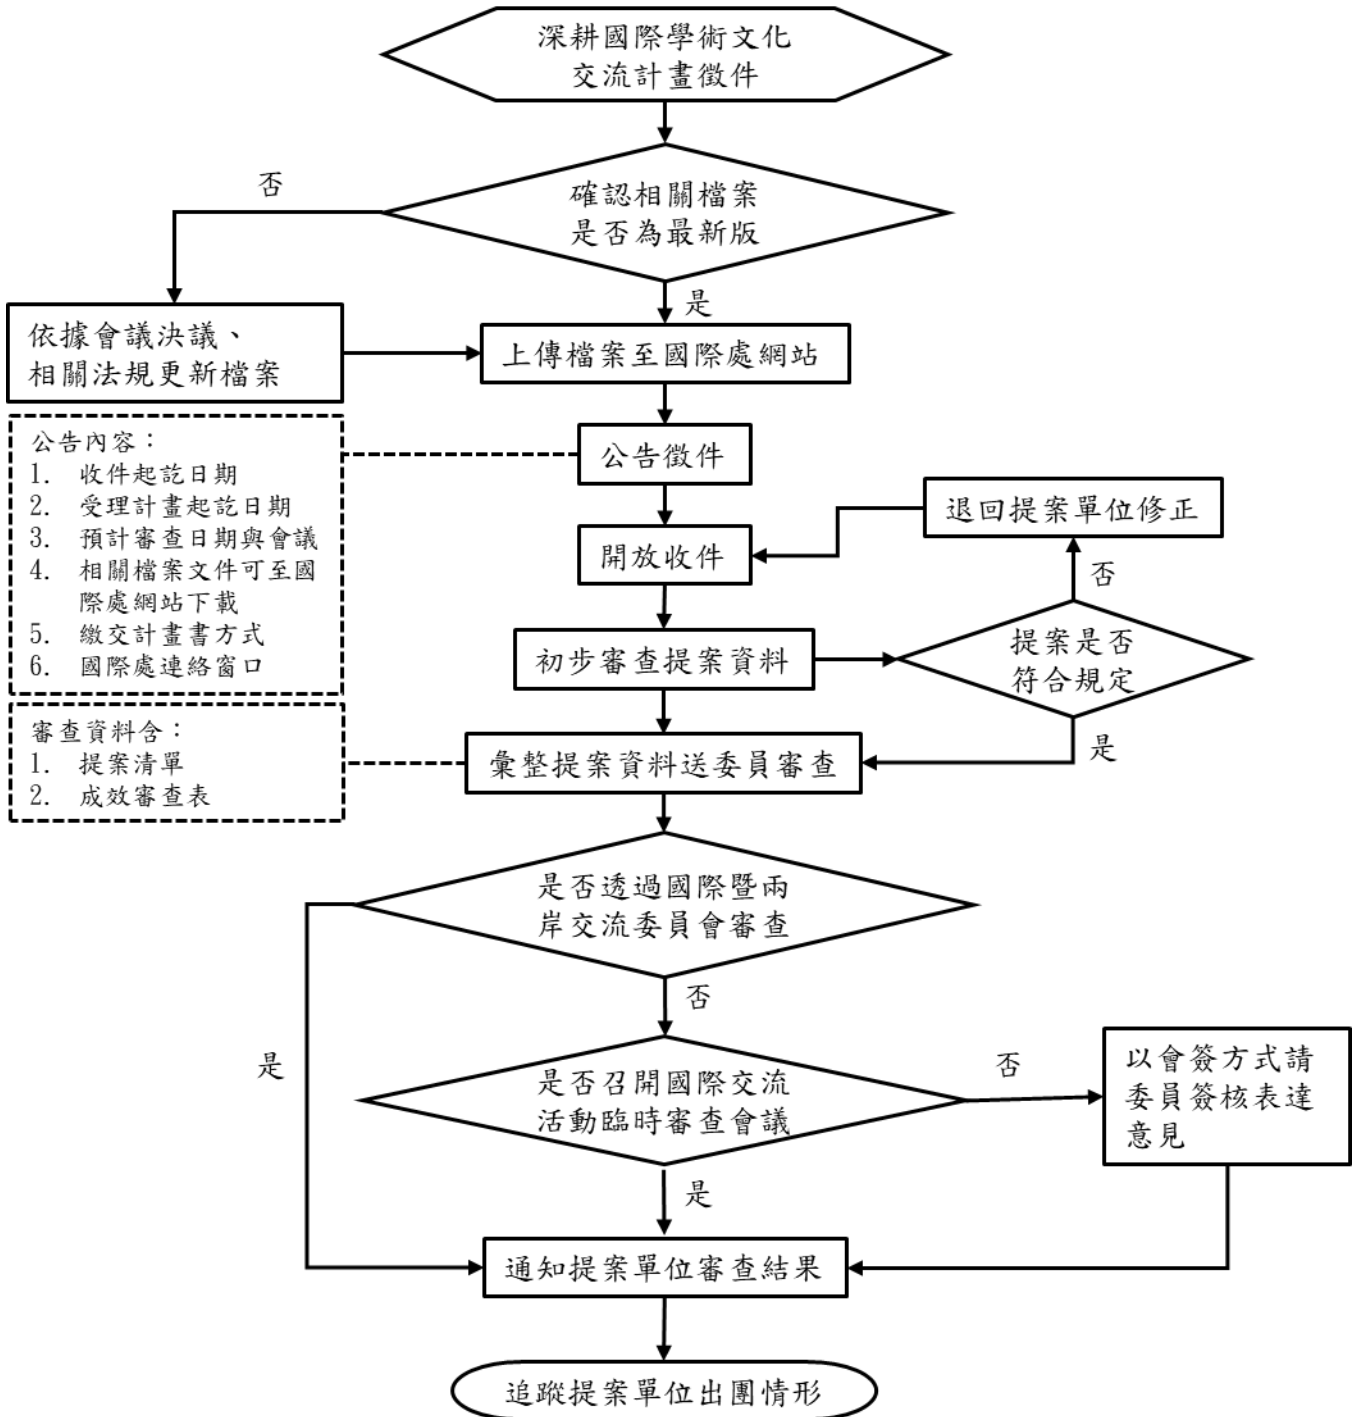 深耕國際學術文化
交流計畫徵件
確認相關檔案
是否為最新版
否
是
依據會議決議、
相關法規更新檔案
上傳檔案至國際處網站
公告徵件
公告內容：
1. 收件起訖日期
2. 受理計畫起訖日期
3. 預計審查日期與會議
4. 相關檔案文件可至國
際處網站下載
5. 繳交計畫書方式
6. 國際處連絡窗口
開放收件
退回提案單位修正
否
初步審查提案資料
提案是否
符合規定
是
彙整提案資料送委員審查
審查資料含：
1. 提案清單
2. 成效審查表
是否透過國際暨兩
岸交流委員會審查
否
是
是否召開國際交流
活動臨時審查會議
否
以會簽方式請
委員簽核表達
意見
是
通知提案單位審查結果
追蹤提案單位出團情形